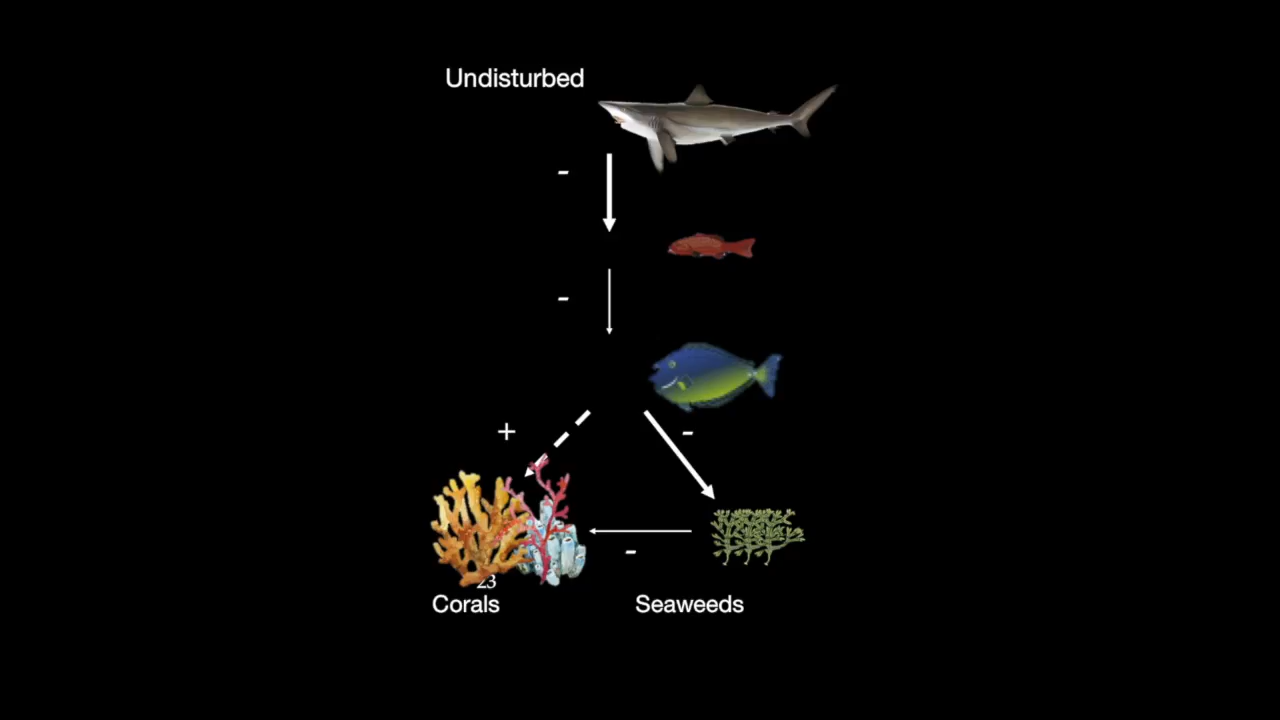 Undisturbed
-
-
+
-
-
23
Corals
Seaweeds